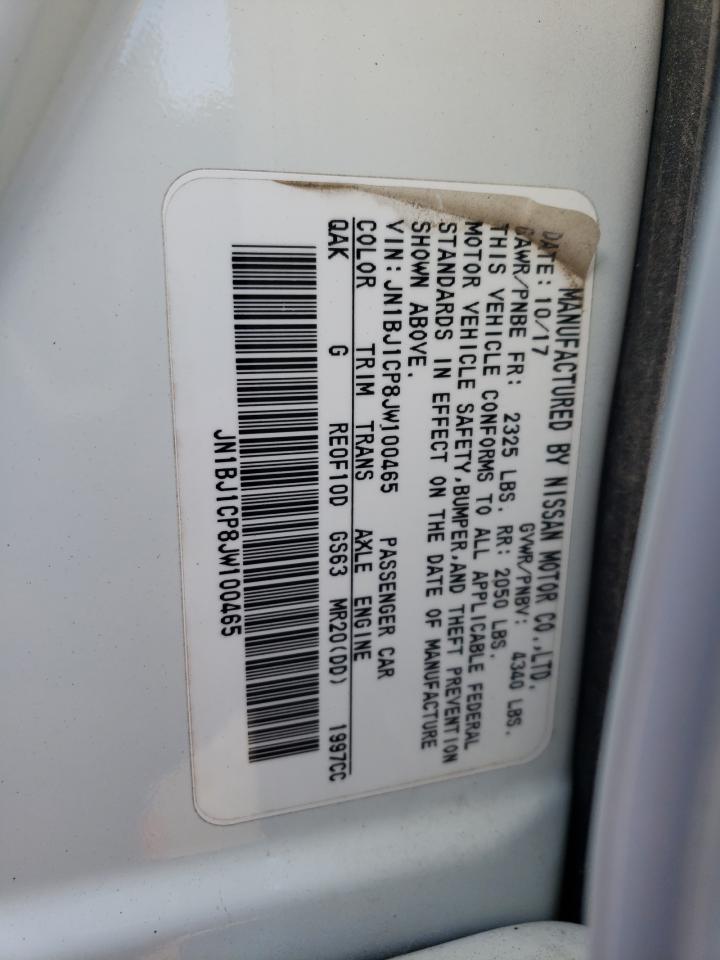 MANUFACTURED BY NISSAN MOTOR CO.,LTD.
DATE: 10/17 GVWR/PNBV: 4340 LBS.
GAWR/PNBE FR: 2325 LBS. RR: 2050 LBS.
THIS VEHICLE CONFORMS TO ALL APPLICABLE FEDERAL
MOTOR VEHICLE SAFETY,BUMPER,AND THEFT PREVENTION
STANDARDS IN EFFECT ON THE DATE OF MANUFACTURE
SHOWN ABOVE.
VIN: JN1BJ1CP8JW100465 PASSENGER CAR
COLOR TRIM TRANS AXLE ENGINE
QAK G RE0F10D GS63 MR20(DD) 1997CC
JN1BJ1CP8JW100465